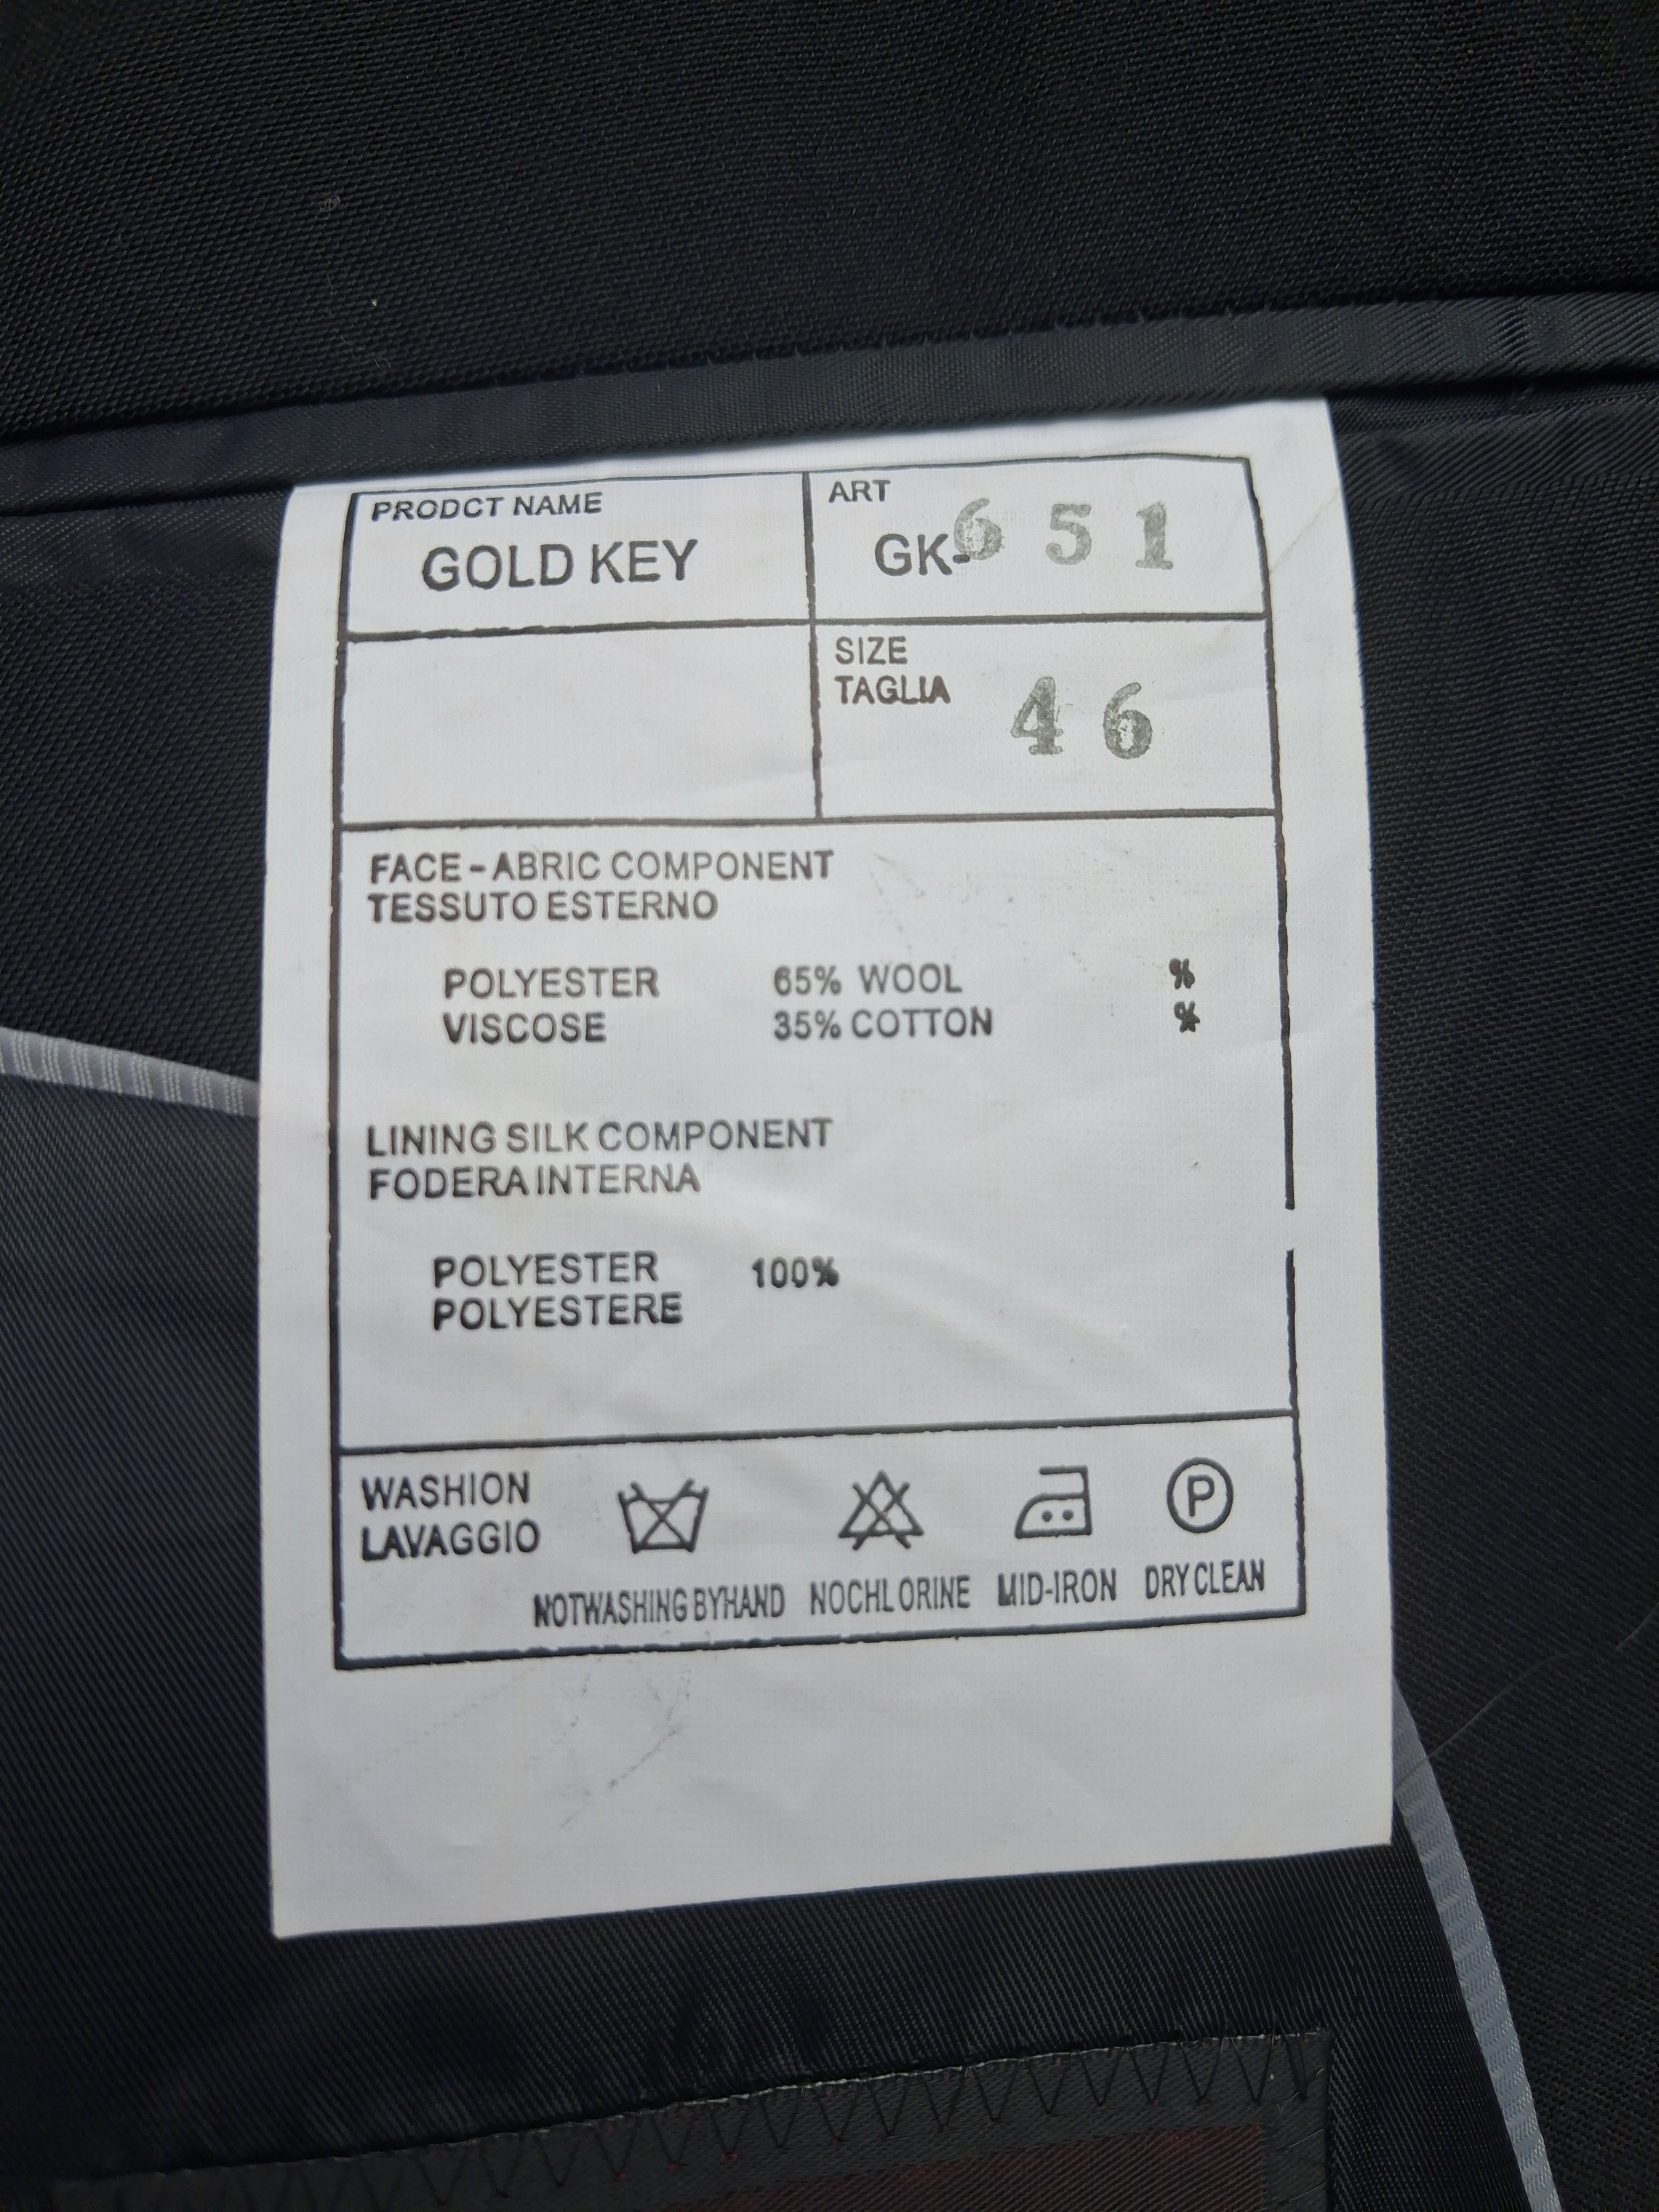 PRODCT NAME
GOLD KEY
ART
GK-651
SIZE
TAGLIA
46
FACE-ABRIC COMPONENT
TESSUTO ESTERNO
POLYESTER 65% WOOL %
VISCOSE 35% COTTON %
LINING SILK COMPONENT
FODERA INTERNA
POLYESTER 100%
POLYESTERE
WASHION
LAVAGGIO
P
NOTWASHING BYHAND NOCHLORINE MID-IRON DRY CLEAN